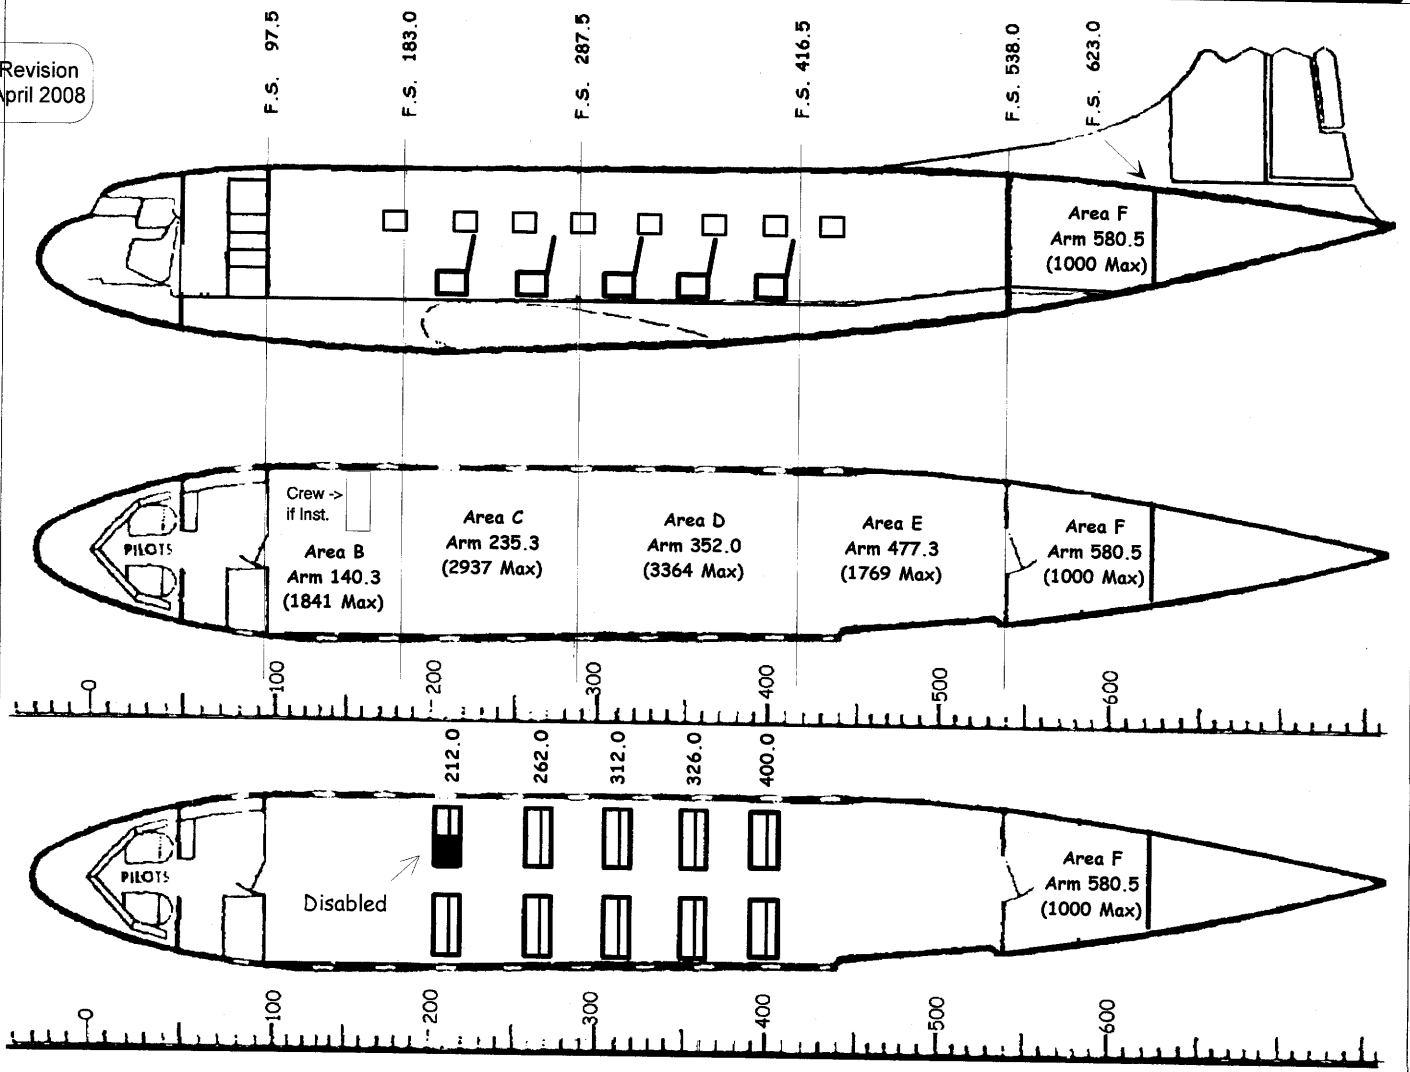 F.S. 97.5
F.S. 183.0
F.S. 287.5
F.S. 416.5
F.S. 538.0
F.S. 623.0
Revision
April 2008
Area F
Arm 580.5
(1000 Max)
Crew ->
if Inst.
PILOTS
Area B
Arm 140.3
(1841 Max)
Area C
Arm 235.3
(2937 Max)
Area D
Arm 352.0
(3364 Max)
Area E
Arm 477.3
(1769 Max)
Area F
Arm 580.5
(1000 Max)
0 100 200 300 400 500 600
212.0 262.0 312.0 326.0 400.0
PILOTS
Disabled
Area F
Arm 580.5
(1000 Max)
0 100 200 300 400 500 600